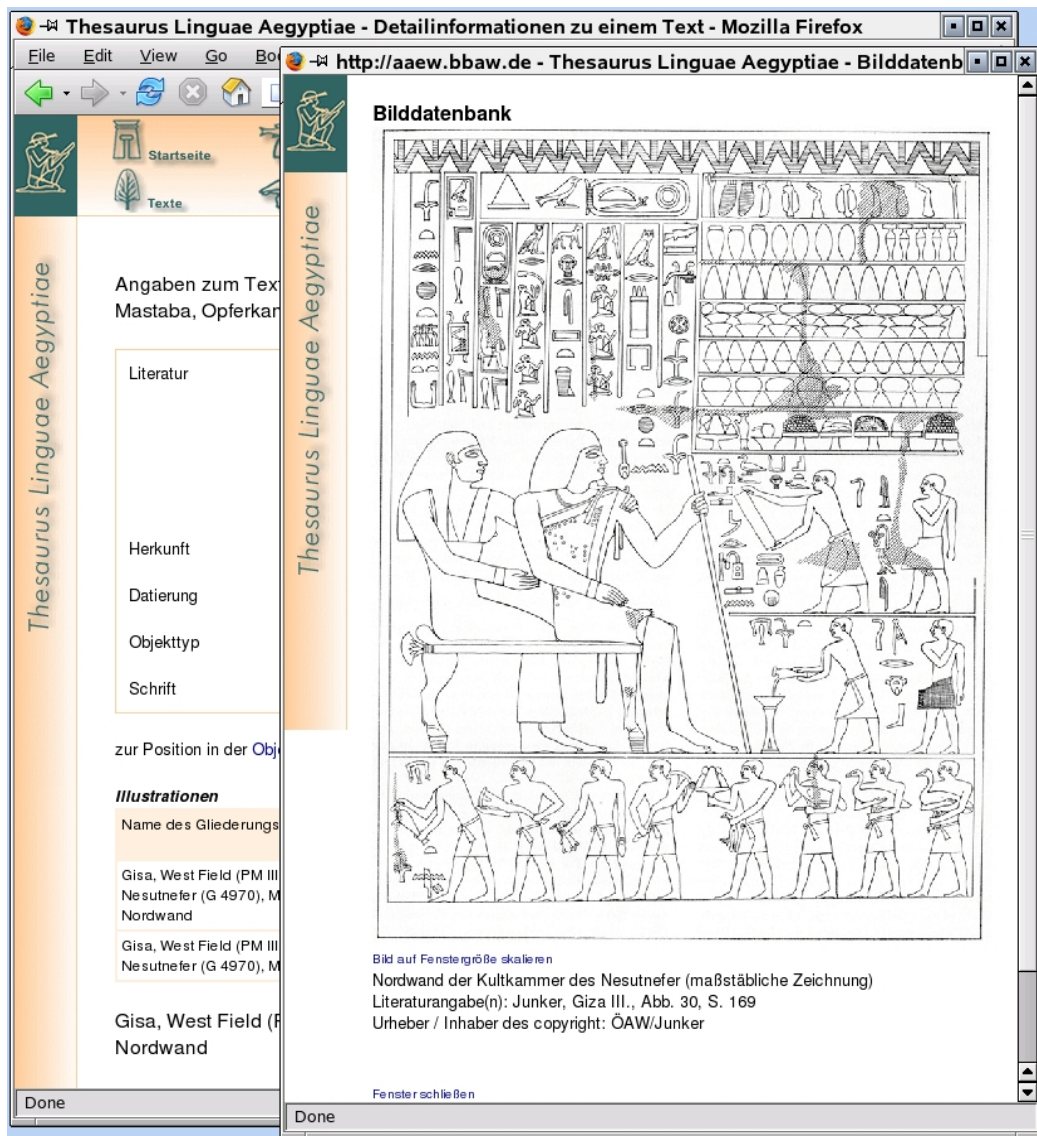 Thesaurus Linguae Aegyptiae - Detailinformationen zu einem Text - Mozilla Firefox
File Edit View Go
http://aaew.bbaw.de - Thesaurus Linguae Aegyptiae - Bilddatenb
Startseite
Texte
Thesaurus Linguae Aegyptiae
Angaben zum Tex
Mastaba, Opferkar
Literatur
Herkunft
Datierung
Objekttyp
Schrift
zur Position in der Obj
Illustrationen
Name des Gliederungs
Gisa, West Field (PM III
Nesutnefer (G 4970), M
Nordwand
Gisa, West Field (PM III
Nesutnefer (G 4970), M
Gisa, West Field (
Nordwand
Done
Thesaurus Linguae Aegyptiae
Bilddatenbank
Bild auf Fenstergröße skalieren
Nordwand der Kultkammer des Nesutnefer (maßstäbliche Zeichnung)
Literaturangabe(n): Junker, Giza III., Abb. 30, S. 169
Urheber / Inhaber des copyright: ÖAW/Junker
Fenster schließen
Done